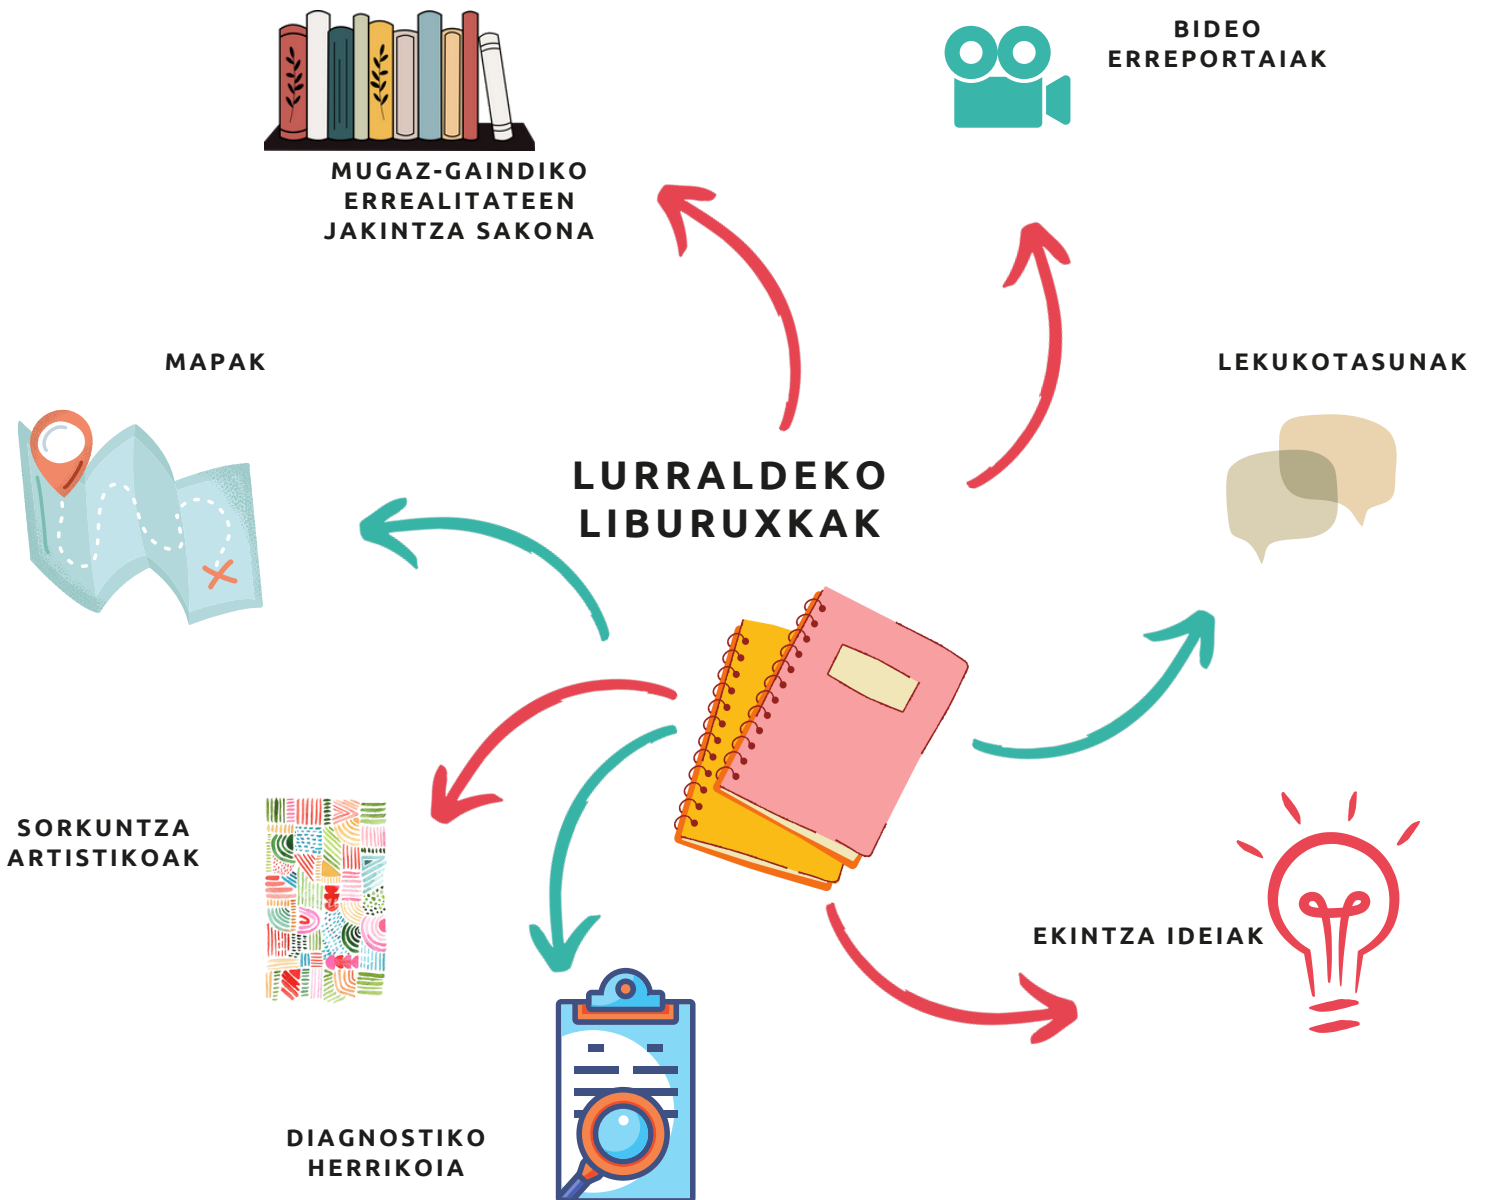 BIDEO
ERREPORTAIAK
MUGAZ-GAINDIKO
ERREALITATEEN
JAKINTZA SAKONA
MAPAK
LEKUKOTASUNAK
LURRALDEKO
LIBURUXKAK
SORKUNTZA
ARTISTIKOAK
EKINTZA IDEIAK
DIAGNOSTIKO
HERRIKOIA